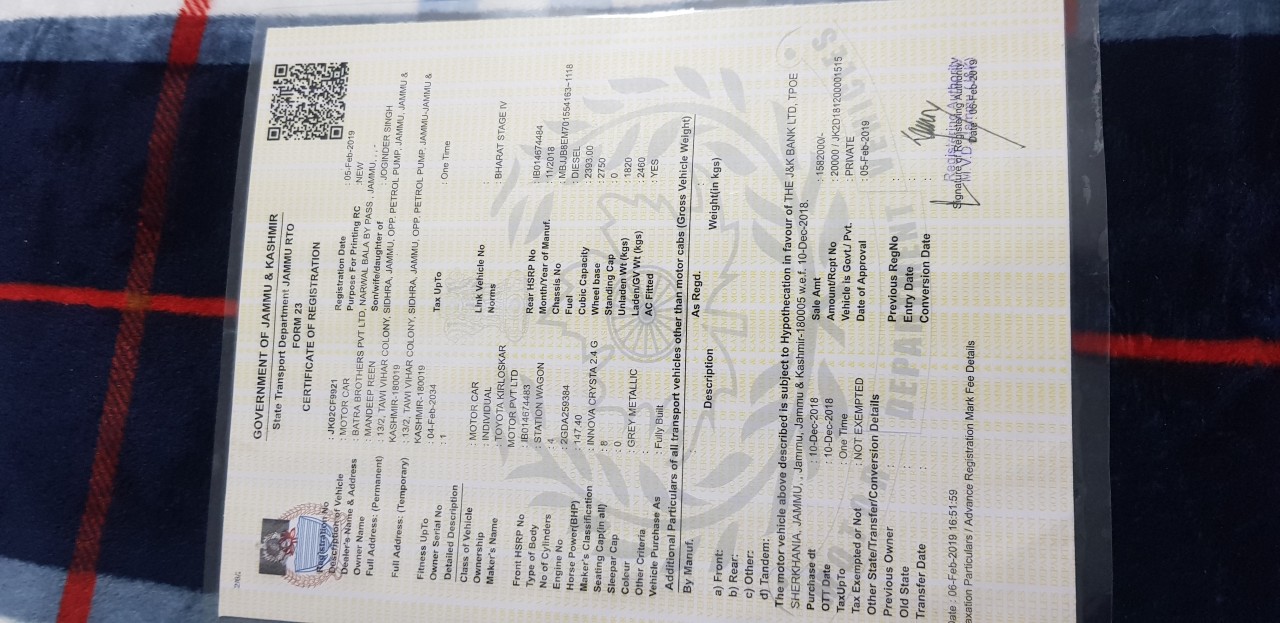 GOVERNMENT OF JAMMU & KASHMIR
State Transport Department JAMMU RTO
FORM 23
CERTIFICATE OF REGISTRATION
Registration No : JK02CF9921 Registration Date : 05-Feb-2019
Description of Vehicle : MOTOR CAR Purpose For Printing RC : NEW
Dealer's Name & Address : BATRA BROTHERS PVT LTD, NARWAL BALA BY PASS , JAMMU, , , -
Owner Name : MANDEEP REEN Son/wife/daughter of : JOGINDER SINGH
Full Address: (Permanent) : 13/2, TAWI VIHAR COLONY, SIDHRA, JAMMU, OPP. PETROL PUMP, JAMMU, JAMMU &
KASHMIR-180019
Full Address: (Temporary) : 13/2, TAWI VIHAR COLONY, SIDHRA, JAMMU, OPP. PETROL PUMP, JAMMU-JAMMU &
KASHMIR-180019
Fitness UpTo : 04-Feb-2034 Tax UpTo : One Time
Owner Serial No : 1
Detailed Description
Class of Vehicle : MOTOR CAR Link Vehicle No :
Ownership : INDIVIDUAL Norms : BHARAT STAGE IV
Maker's Name : TOYOTA KIRLOSKAR
MOTOR PVT LTD
Front HSRP No : IB014674483 Rear HSRP No : IB014674484
Type of Body : STATION WAGON Month/Year of Manuf. : 11/2018
No of Cylinders : 4 Chassis No : MBJJB8EM701554163-1118
Engine No : 2GDA259384 Fuel : DIESEL
Horse Power(BHP) : 147.40 Cubic Capacity : 2393.00
Maker's Classification : INNOVA CRYSTA 2.4 G Wheel base : 2750
Seating Cap(in all) : 8 Standing Cap : 0
Sleepar Cap : 0 Unladen Wt (kgs) : 1820
Colour : GREY METALLIC Laden/GV Wt (kgs) : 2460
Other Criteria : AC Fitted : YES
Vehicle Purchase As : Fully Built
Additional Particulars of all transport vehicles other than motor cabs (Gross Vehicle Weight)
By Manuf. : As Regd. :
Description Weight(in kgs)
a) Front:
b) Rear:
c) Other:
d) Tandem:
The motor vehicle above described is subject to Hypothecation in favour of THE J&K BANK LTD, TPOE
SHERKHANIA, JAMMU, , , Jammu, Jammu & Kashmir-180005 w.e.f. 10-Dec-2018.
Purchase dt : 10-Dec-2018 Sale Amt : 1582000/-
OTT Date : 10-Dec-2018 Amount/Rcpt No : 20000 / JK2D181200001515
TaxUpTo : One Time Vehicle is Govt./ Pvt. : PRIVATE
Tax Exempted or Not : NOT EXEMPTED Date of Approval : 05-Feb-2019
Other State/Transfer/Conversion Details
Previous Owner : Previous RegNo :
Old State : Entry Date :
Transfer Date : Conversion Date :
Registering Authority
Signature of Registering Authority
Date : 06-Feb-2019
Date : 06-Feb-2019 16:51:59
axation Particulars / Advance Registration Mark Fee Details